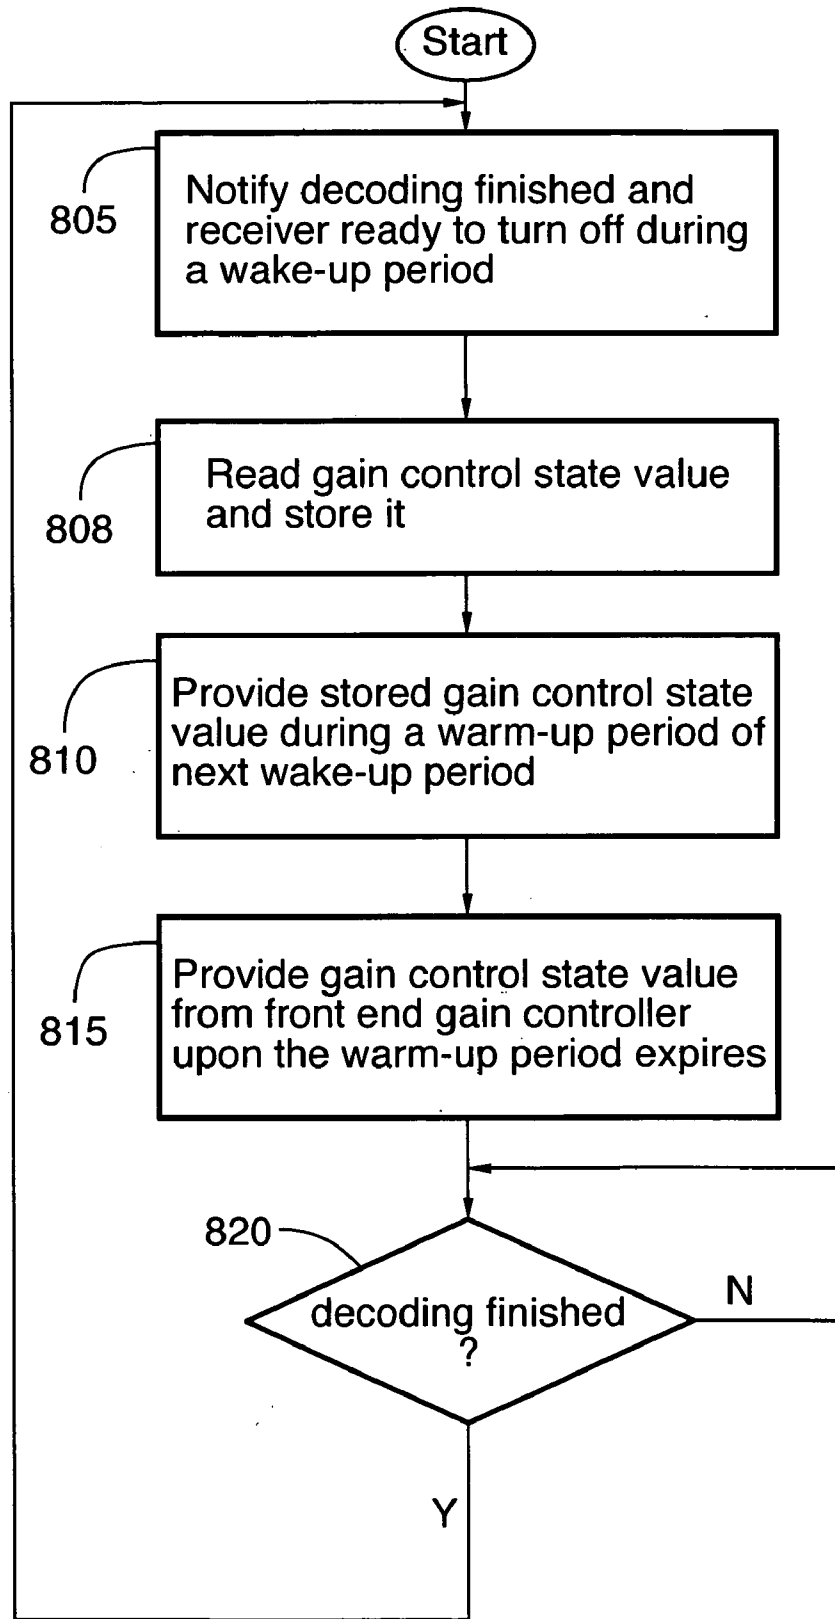 Start
805
Notify decoding finished and
receiver ready to turn off during
a wake-up period
808
Read gain control state value
and store it
810
Provide stored gain control state
value during a warm-up period of
next wake-up period
815
Provide gain control state value
from front end gain controller
upon the warm-up period expires
820
decoding finished
?
N
Y